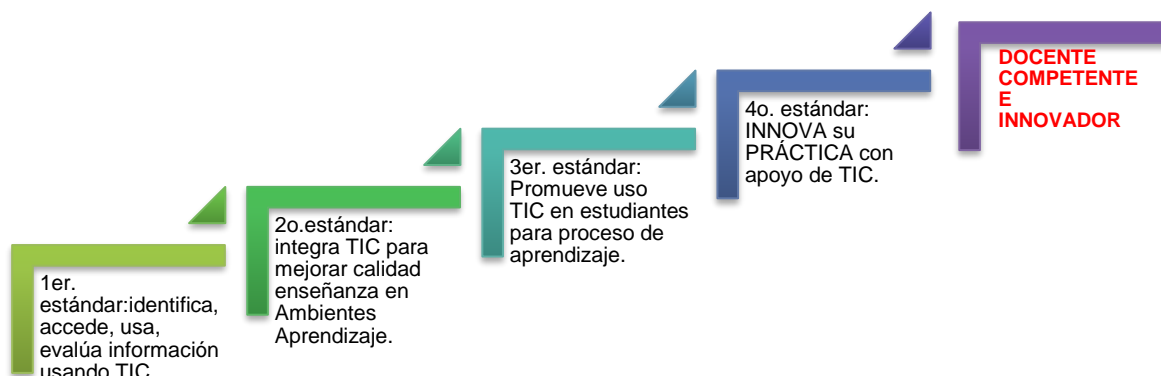 1er.
estándar:identifica,
accede, usa,
evalúa información
usando TIC
2o.estándar:
integra TIC para
mejorar calidad
enseñanza en
Ambientes
Aprendizaje.
3er. estándar:
Promueve uso
TIC en estudiantes
para proceso de
aprendizaje.
4o. estándar:
INNOVA su
PRÁCTICA con
apoyo de TIC.
DOCENTE
COMPETENTE
E
INNOVADOR